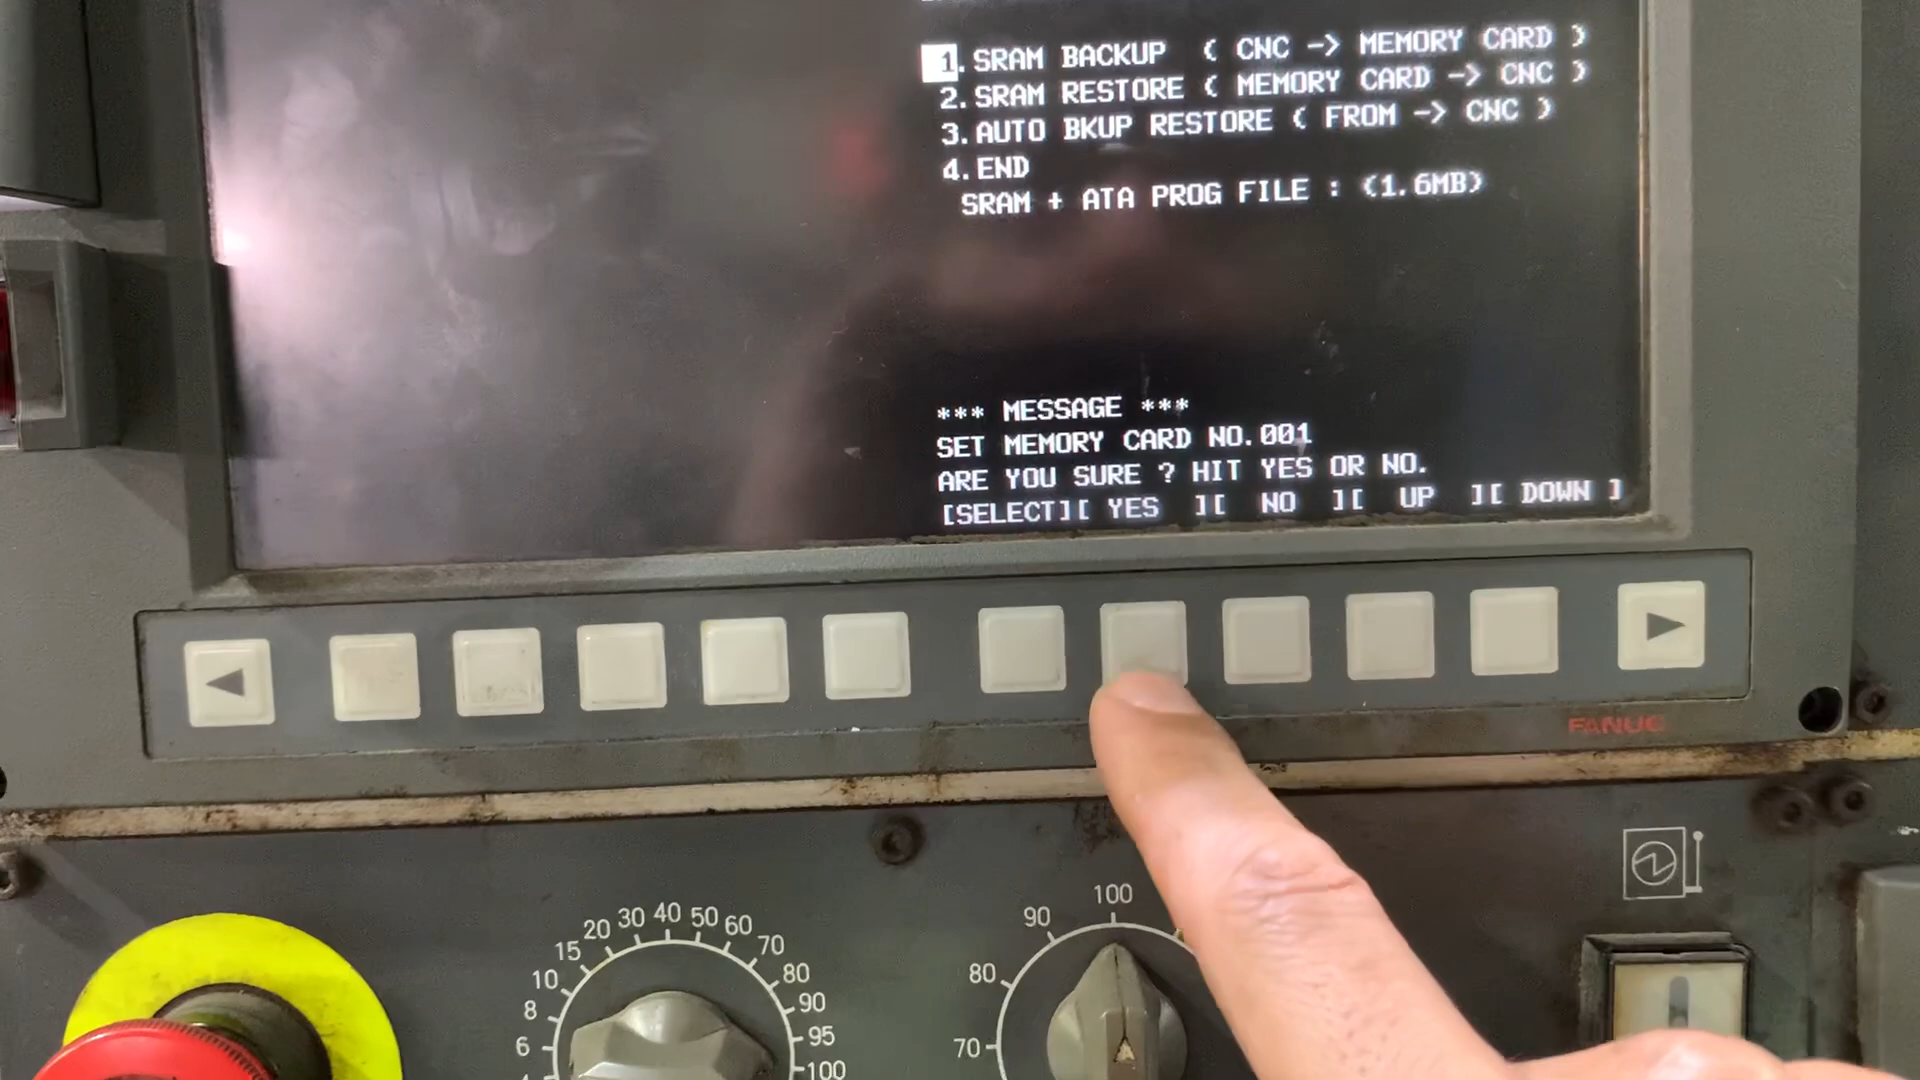 1.SRAM BACKUP ( CNC -> MEMORY CARD )
2.SRAM RESTORE ( MEMORY CARD -> CNC )
3.AUTO BKUP RESTORE ( FROM -> CNC )
4.END
SRAM + ATA PROG FILE : (1.6MB)
*** MESSAGE ***
SET MEMORY CARD NO.001
ARE YOU SURE ? HIT YES OR NO.
[SELECT][ YES ][ NO ][ UP ][ DOWN ]
FANUC
6 8 10 15 20 30 40 50 60 70 80 90 95 100
70 80 90 100